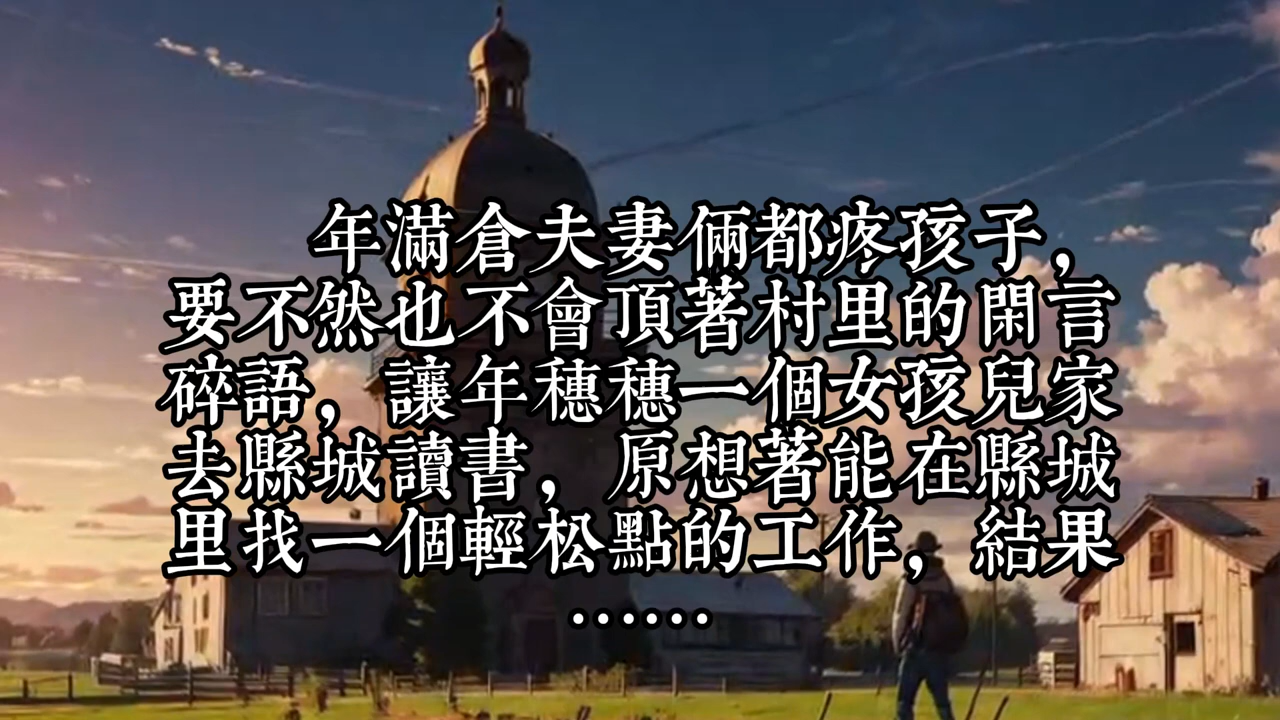 年滿倉夫妻倆都疼孩子，
要不然也不會頂著村里的閑言
碎語，讓年穗穗一個女孩兒家
去縣城讀書，原想著能在縣城
里找一個輕松點的工作，結果
……